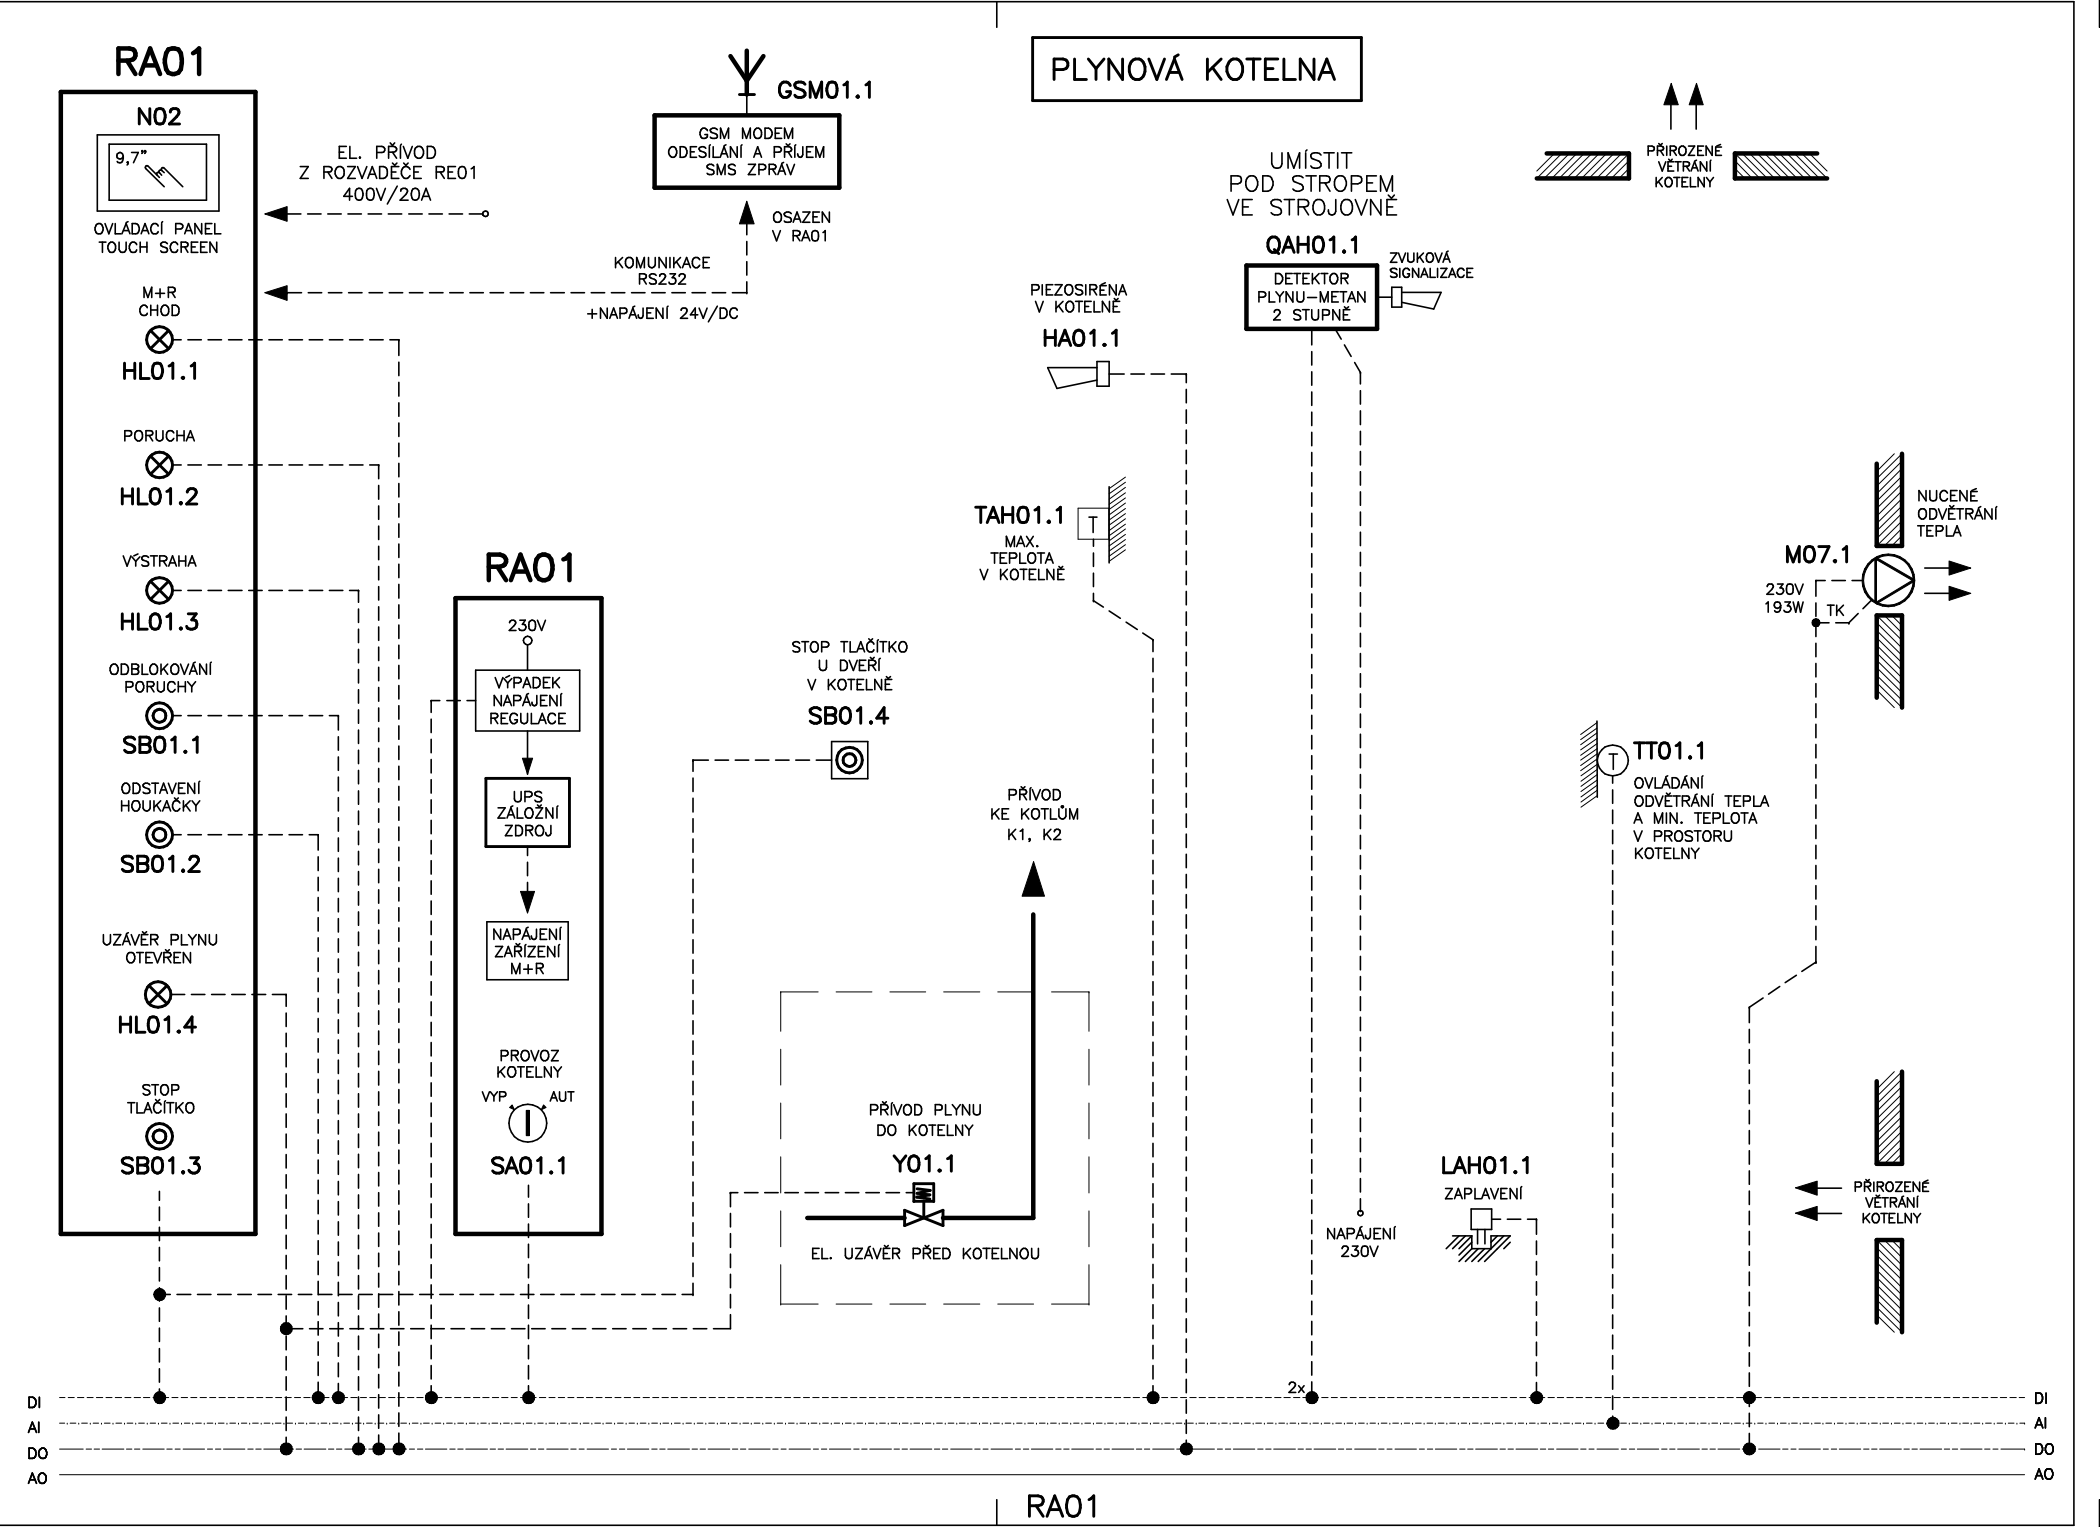 RA01
N02
9,7"
OVLÁDACÍ PANEL
TOUCH SCREEN
M+R
CHOD
HL01.1
PORUCHA
HL01.2
VÝSTRAHA
HL01.3
ODBLOKOVÁNÍ
PORUCHY
SB01.1
ODSTAVENÍ
HOUKAČKY
SB01.2
UZÁVĚR PLYNU
OTEVŘEN
HL01.4
STOP
TLAČÍTKO
SB01.3
EL. PŘÍVOD
Z ROZVADĚČE RE01
400V/20A
GSM01.1
GSM MODEM
ODESÍLÁNÍ A PŘÍJEM
SMS ZPRÁV
OSAZEN
V RA01
KOMUNIKACE
RS232
+NAPÁJENÍ 24V/DC
RA01
230V
VÝPADEK
NAPÁJENÍ
REGULACE
UPS
ZÁLOŽNÍ
ZDROJ
NAPÁJENÍ
ZAŘÍZENÍ
M+R
PROVOZ
KOTELNY
VYP
AUT
SA01.1
STOP TLAČÍTKO
U DVEŘÍ
V KOTELNĚ
SB01.4
PŘÍVOD
KE KOTLŮM
K1, K2
PŘÍVOD PLYNU
DO KOTELNY
Y01.1
EL. UZÁVĚR PŘED KOTELNOU
PLYNOVÁ KOTELNA
PIEZOSIRÉNA
V KOTELNĚ
HA01.1
TAH01.1
T
MAX.
TEPLOTA
V KOTELNĚ
UMÍSTIT
POD STROPEM
VE STROJOVNĚ
QAH01.1
DETEKTOR
PLYNU-METAN
2 STUPNĚ
ZVUKOVÁ
SIGNALIZACE
NAPÁJENÍ
230V
LAH01.1
ZAPLAVENÍ
PŘIROZENÉ
VĚTRÁNÍ
KOTELNY
NUCENÉ
ODVĚTRÁNÍ
TEPLA
M07.1
230V
193W
TK
T
TT01.1
OVLÁDÁNÍ
ODVĚTRÁNÍ TEPLA
A MIN. TEPLOTA
V PROSTORU
KOTELNY
PŘIROZENÉ
VĚTRÁNÍ
KOTELNY
2x
DI
DI
AI
AI
DO
DO
AO
AO
RA01